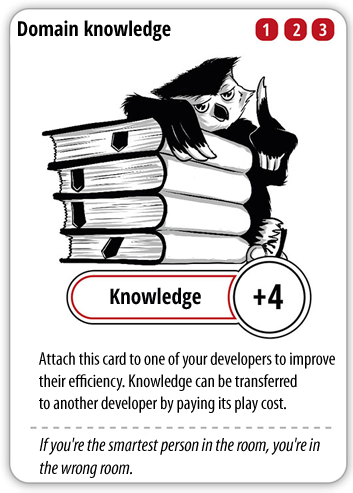 Domain knowledge 1 2 3
Knowledge +4
Attach this card to one of your developers to improve
their efficiency. Knowledge can be transferred
to another developer by paying its play cost.
If you're the smartest person in the room, you're in
the wrong room.